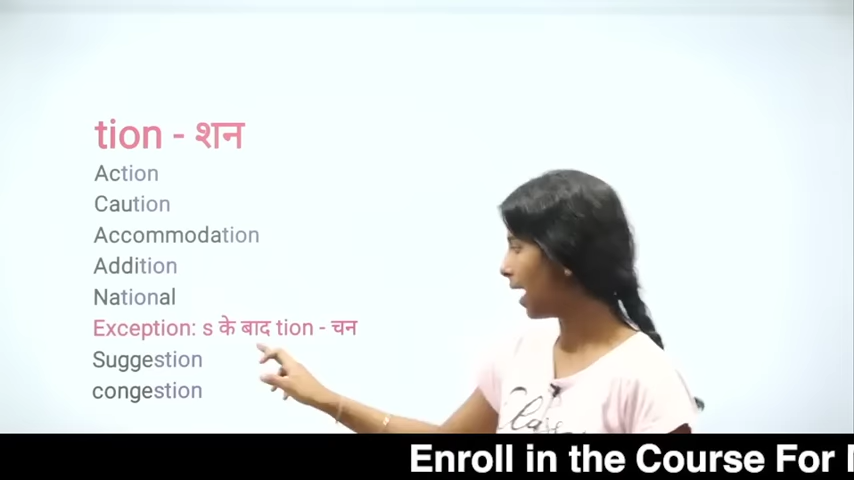 tion - शन
Action
Caution
Accommodation
Addition
National
Exception: s के बाद tion - चन
Suggestion
congestion
Enroll in the Course For